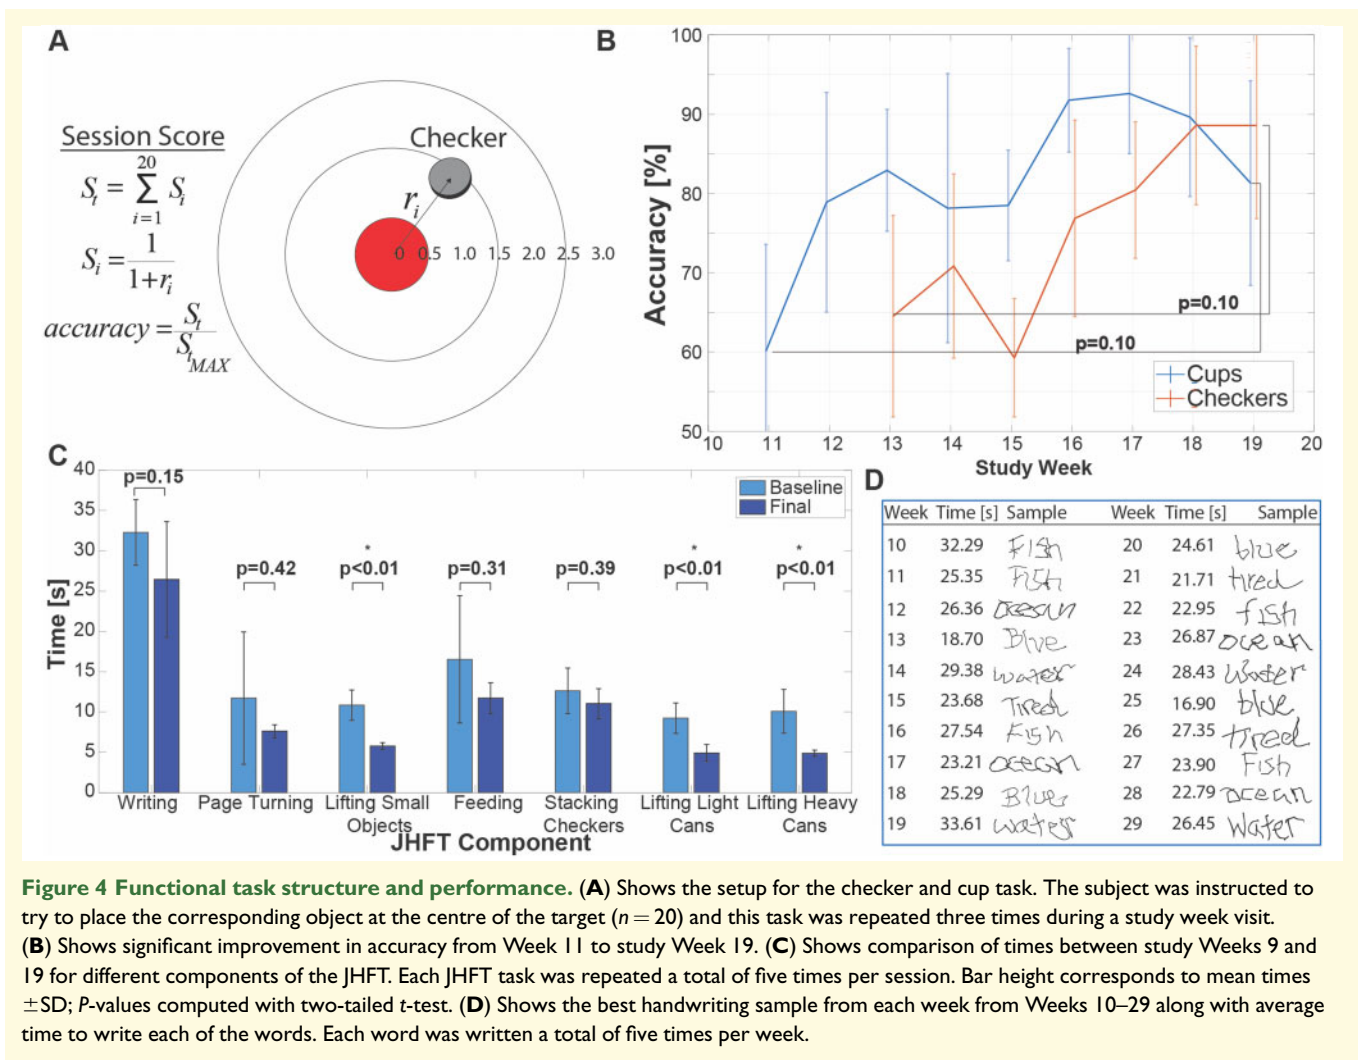 A
Session Score
S_t = 20 Σ i=1 S_i
S_i = 1 / 1+r_i
accuracy = S_t / S_tMAX
Checker
r_i
0 0.5 1.0 1.5 2.0 2.5 3.0
B
Accuracy [%]
100
90
80
70
60
50
10 11 12 13 14 15 16 17 18 19 20
Study Week
p=0.10
p=0.10
Cups
Checkers
C
Time [s]
40
35
30
25
20
15
10
5
0
p=0.15
p=0.42
*
p<0.01
p=0.31
p=0.39
*
p<0.01
*
p<0.01
Baseline
Final
Writing Page Turning Lifting Small Feeding Stacking Lifting Light Lifting Heavy
Objects Checkers Cans Cans
JHFT Component
D
Week Time [s] Sample Week Time [s] Sample
10 32.29 Fish 20 24.61 blue
11 25.35 Fish 21 21.71 tired
12 26.36 ocean 22 22.95 fish
13 18.70 Blue 23 26.87 ocean
14 29.38 water 24 28.43 Water
15 23.68 Tired 25 16.90 blue
16 27.54 Fish 26 27.35 tired
17 23.21 ocean 27 23.90 Fish
18 25.29 Blue 28 22.79 ocean
19 33.61 water 29 26.45 Water
Figure 4 Functional task structure and performance. (A) Shows the setup for the checker and cup task. The subject was instructed to
try to place the corresponding object at the centre of the target (n = 20) and this task was repeated three times during a study week visit.
(B) Shows significant improvement in accuracy from Week 11 to study Week 19. (C) Shows comparison of times between study Weeks 9 and
19 for different components of the JHFT. Each JHFT task was repeated a total of five times per session. Bar height corresponds to mean times
±SD; P-values computed with two-tailed t-test. (D) Shows the best handwriting sample from each week from Weeks 10–29 along with average
time to write each of the words. Each word was written a total of five times per week.